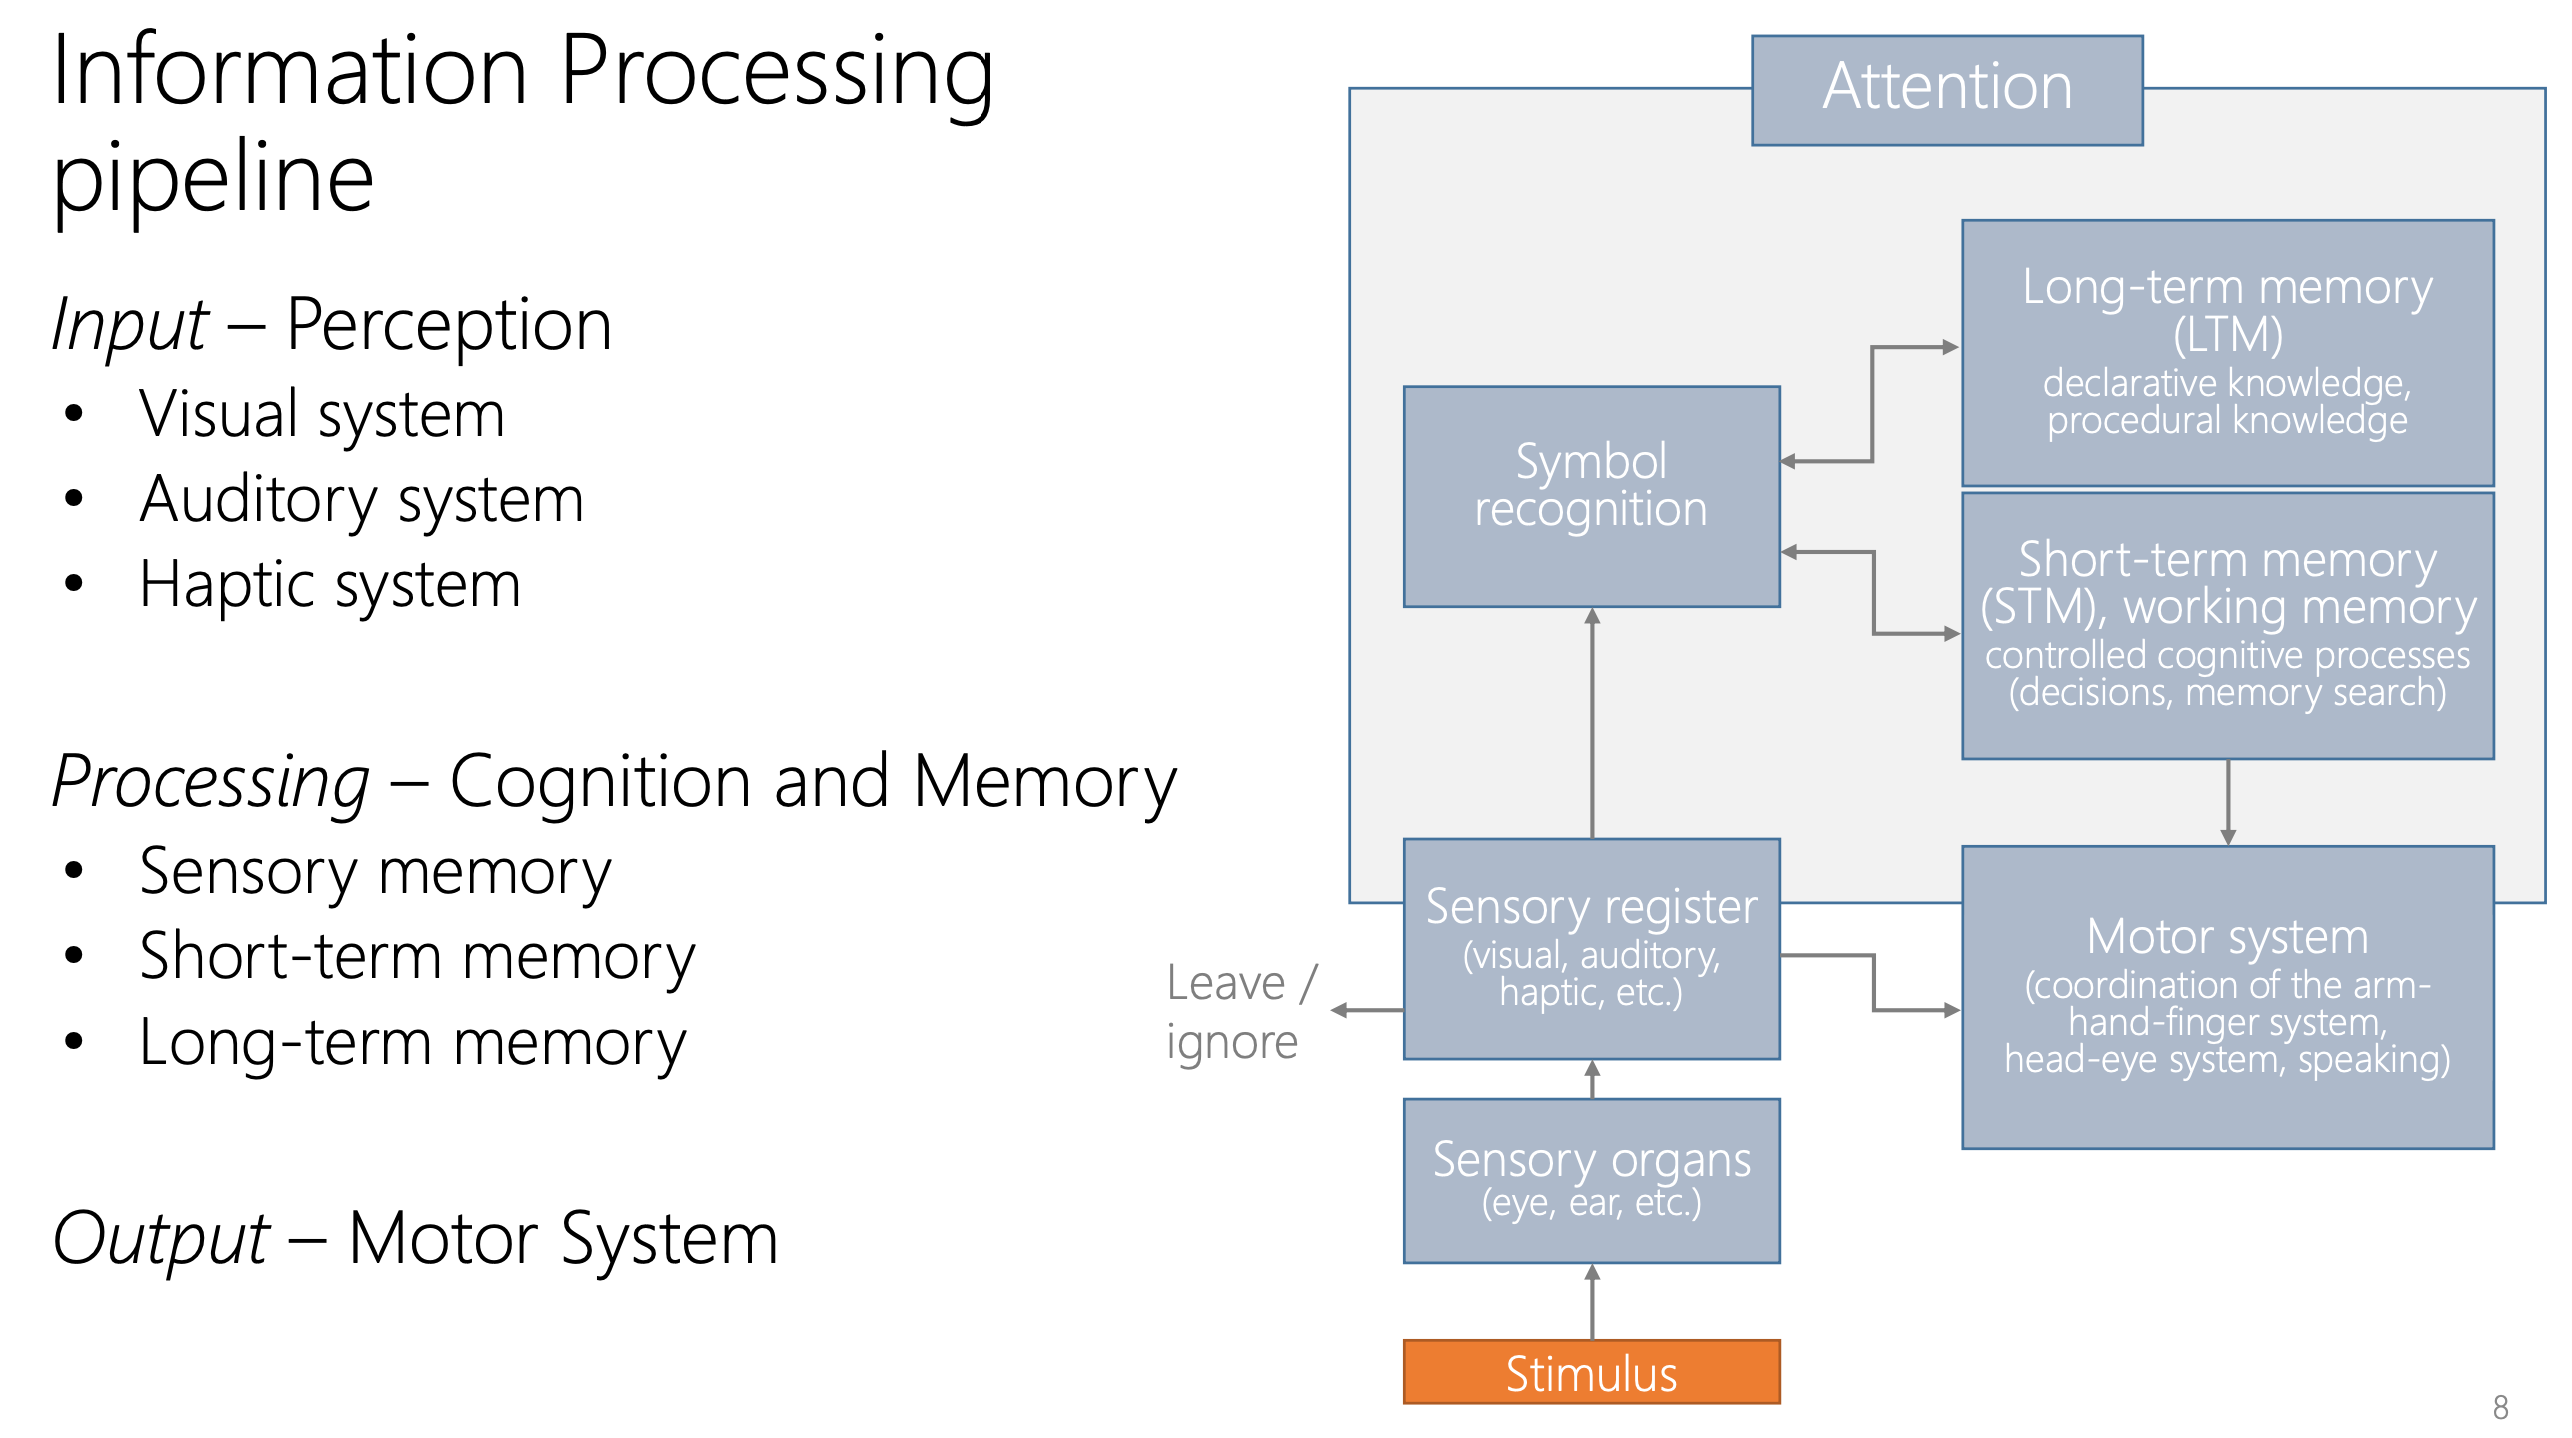 Information Processing
pipeline
Input – Perception
• Visual system
• Auditory system
• Haptic system
Processing – Cognition and Memory
• Sensory memory
• Short-term memory
• Long-term memory
Output – Motor System
Attention
Long-term memory
(LTM)
declarative knowledge,
procedural knowledge
Symbol
recognition
Short-term memory
(STM), working memory
controlled cognitive processes
(decisions, memory search)
Sensory register
(visual, auditory,
haptic, etc.)
Motor system
(coordination of the arm-
hand-finger system,
head-eye system, speaking)
Leave /
ignore
Sensory organs
(eye, ear, etc.)
Stimulus
8